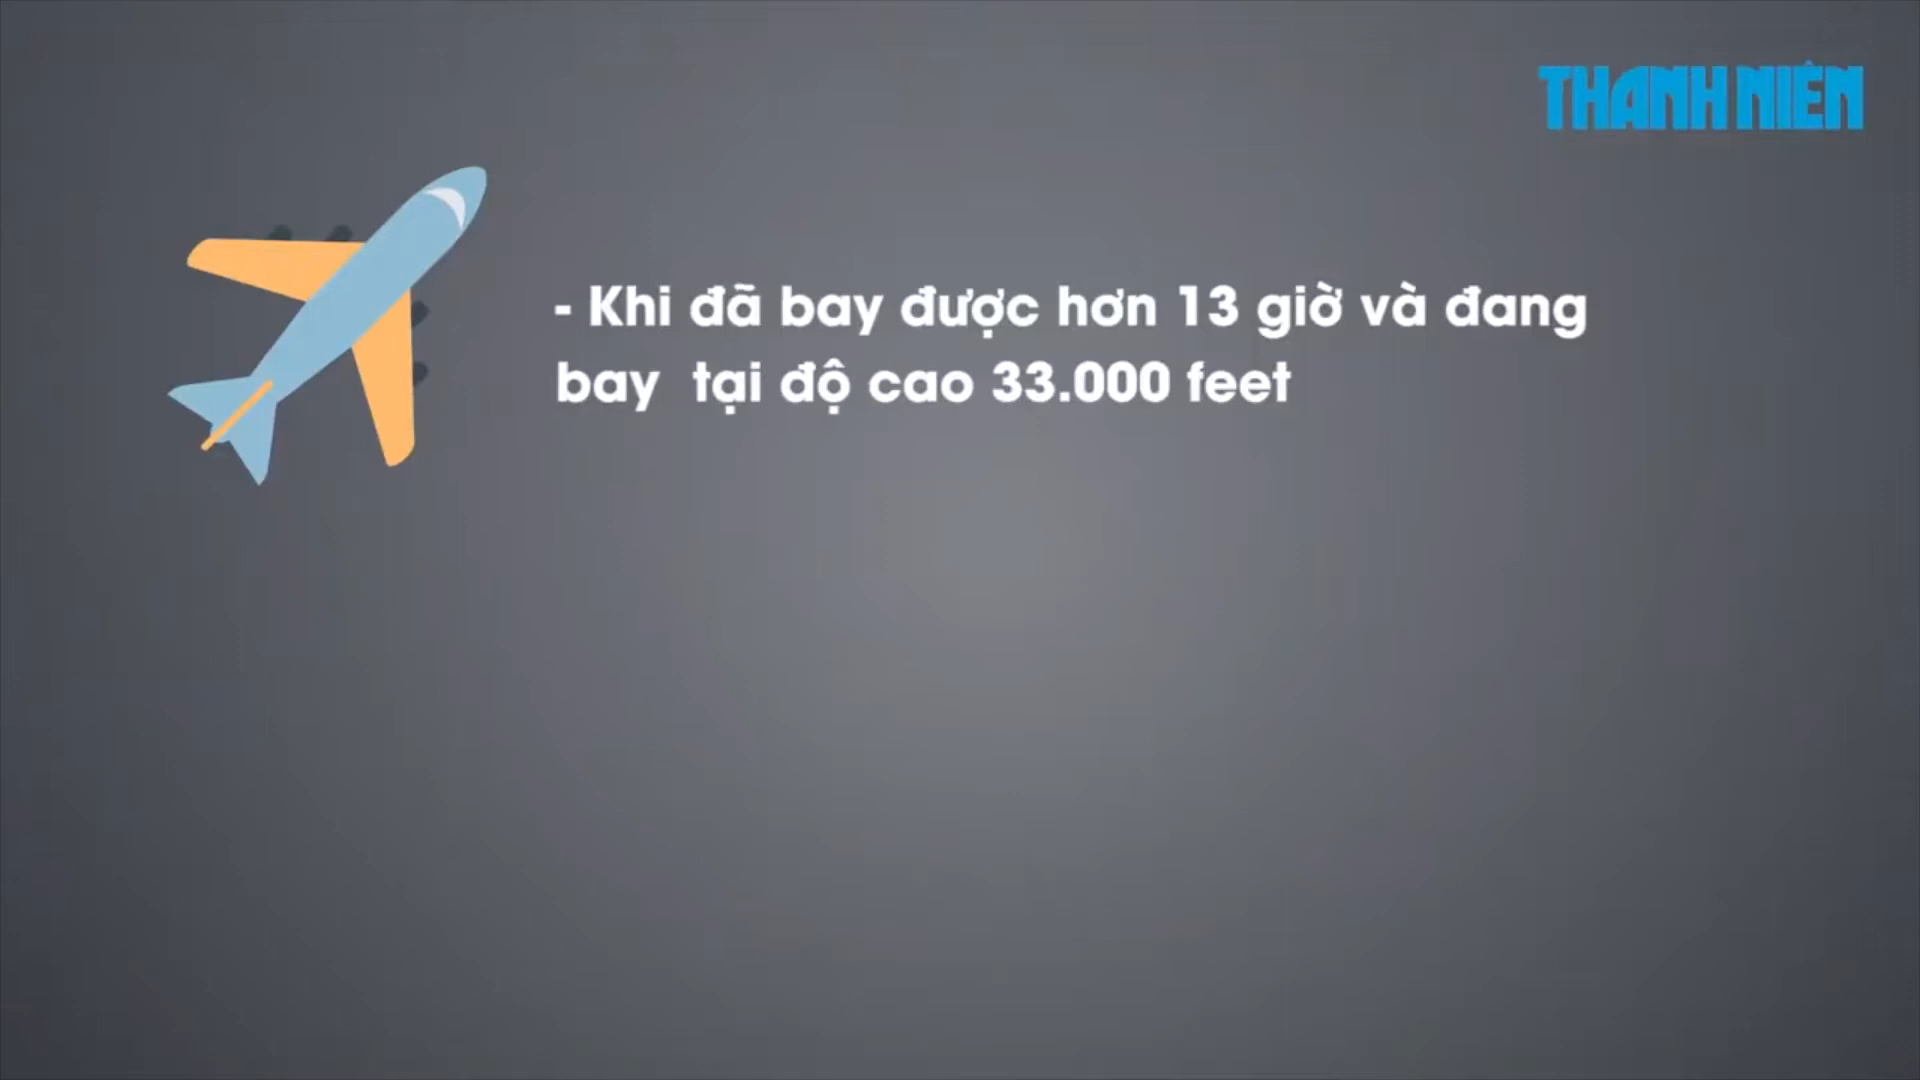 THANH NIÊN
- Khi đã bay được hơn 13 giờ và đang
bay tại độ cao 33.000 feet